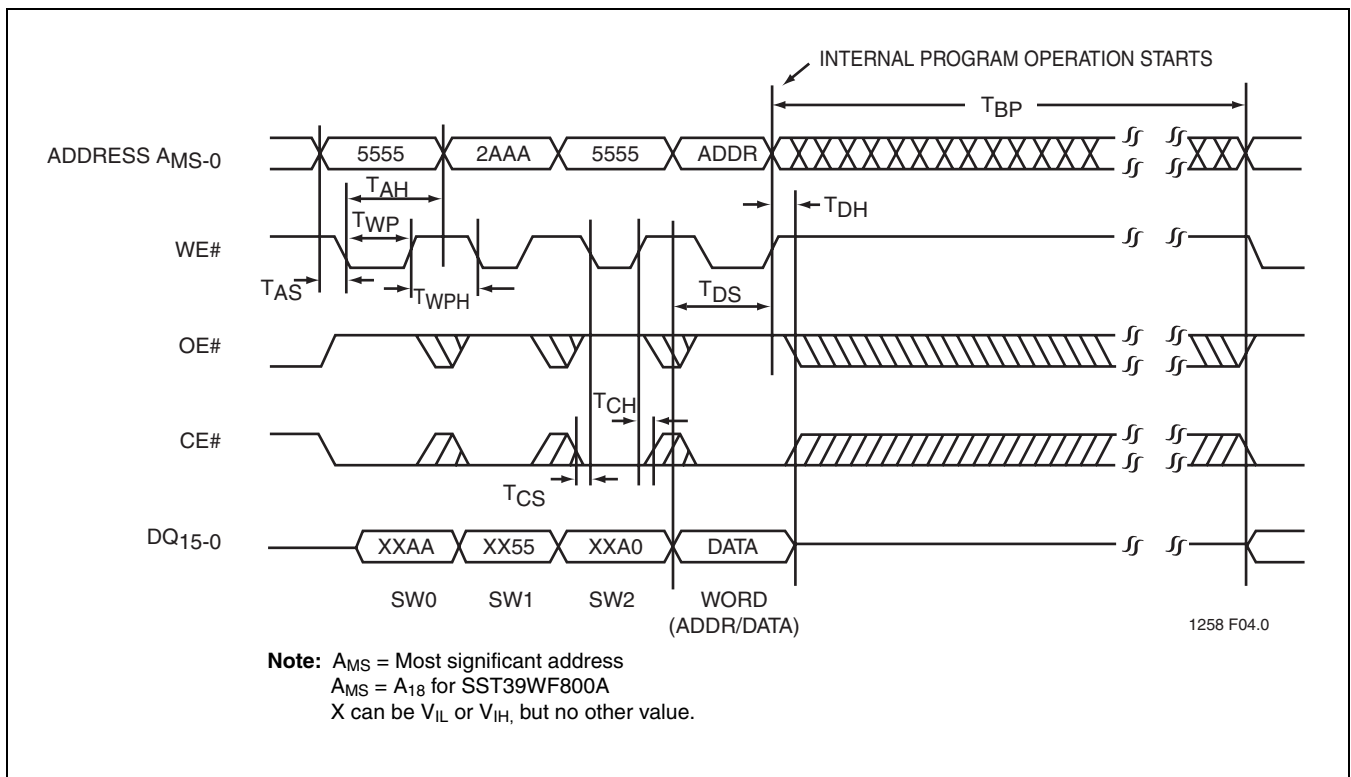 INTERNAL PROGRAM OPERATION STARTS
TBP
ADDRESS AMS-0
5555 2AAA 5555 ADDR
TAH
TDH
TWP
WE#
TAS
TWPH
TDS
OE#
TCH
CE#
TCS
DQ15-0
XXAA XX55 XXA0 DATA
SW0 SW1 SW2 WORD
(ADDR/DATA)
1258 F04.0
Note: AMS = Most significant address
AMS = A18 for SST39WF800A
X can be VIL or VIH, but no other value.